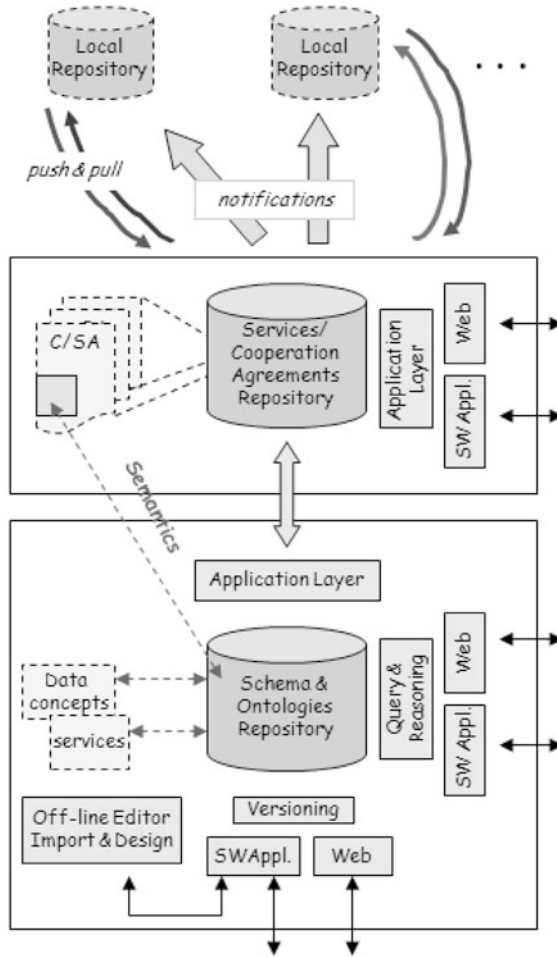 Local
Repository
Local
Repository
. . .
push & pull
notifications
C/SA
Services/
Cooperation
Agreements
Repository
Application
Layer
Web
SW Appl.
Semantics
Application Layer
Data
concepts
services
Schema &
Ontologies
Repository
Query &
Reasoning
Web
SW Appl.
Off-line Editor
Import & Design
Versioning
SWAppl.
Web